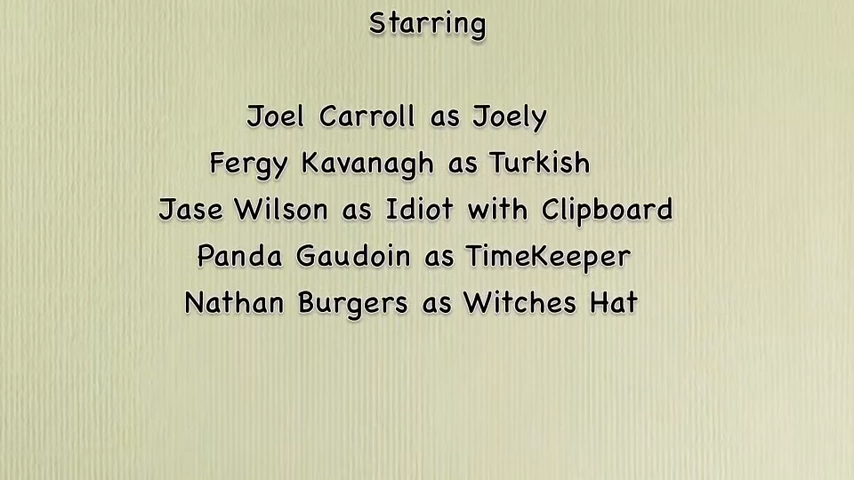 Starring
Joel Carroll as Joely
Fergy Kavanagh as Turkish
Jase Wilson as Idiot with Clipboard
Panda Gaudoin as TimeKeeper
Nathan Burgers as Witches Hat